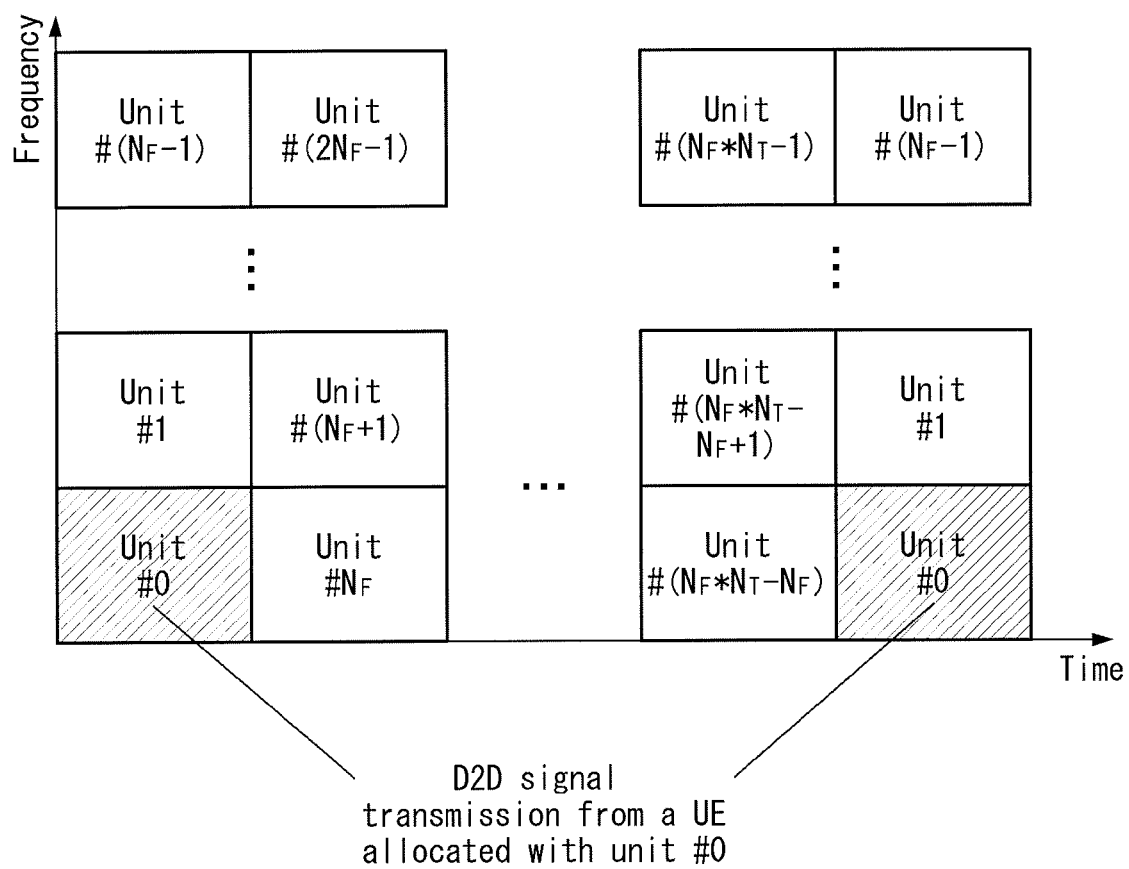 Frequency
Unit
#(NF-1)
Unit
#(2NF-1)
Unit
#(NF*NT-1)
Unit
#(NF-1)
Unit
#1
Unit
#(NF+1)
Unit
#(NF*NT-
NF+1)
Unit
#1
Unit
#0
Unit
#NF
Unit
#(NF*NT-NF)
Unit
#0
Time
D2D signal
transmission from a UE
allocated with unit #0